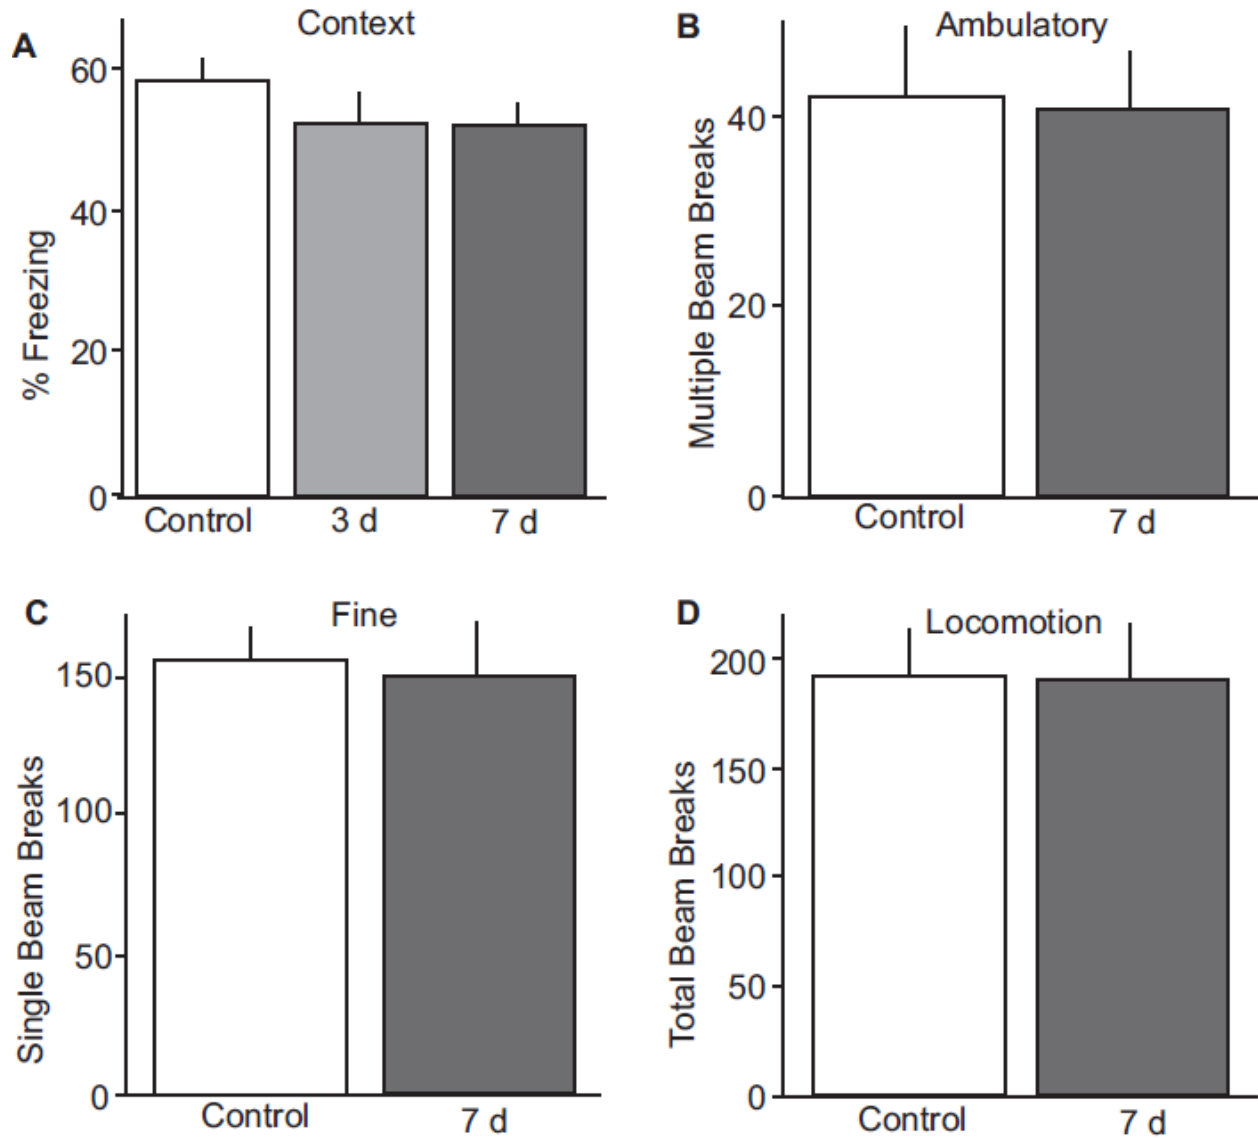 A
Context
% Freezing
60
40
20
0
Control
3 d
7 d
B
Ambulatory
Multiple Beam Breaks
40
20
0
Control
7 d
C
Fine
Single Beam Breaks
150
100
50
0
Control
7 d
D
Locomotion
Total Beam Breaks
200
150
100
50
0
Control
7 d